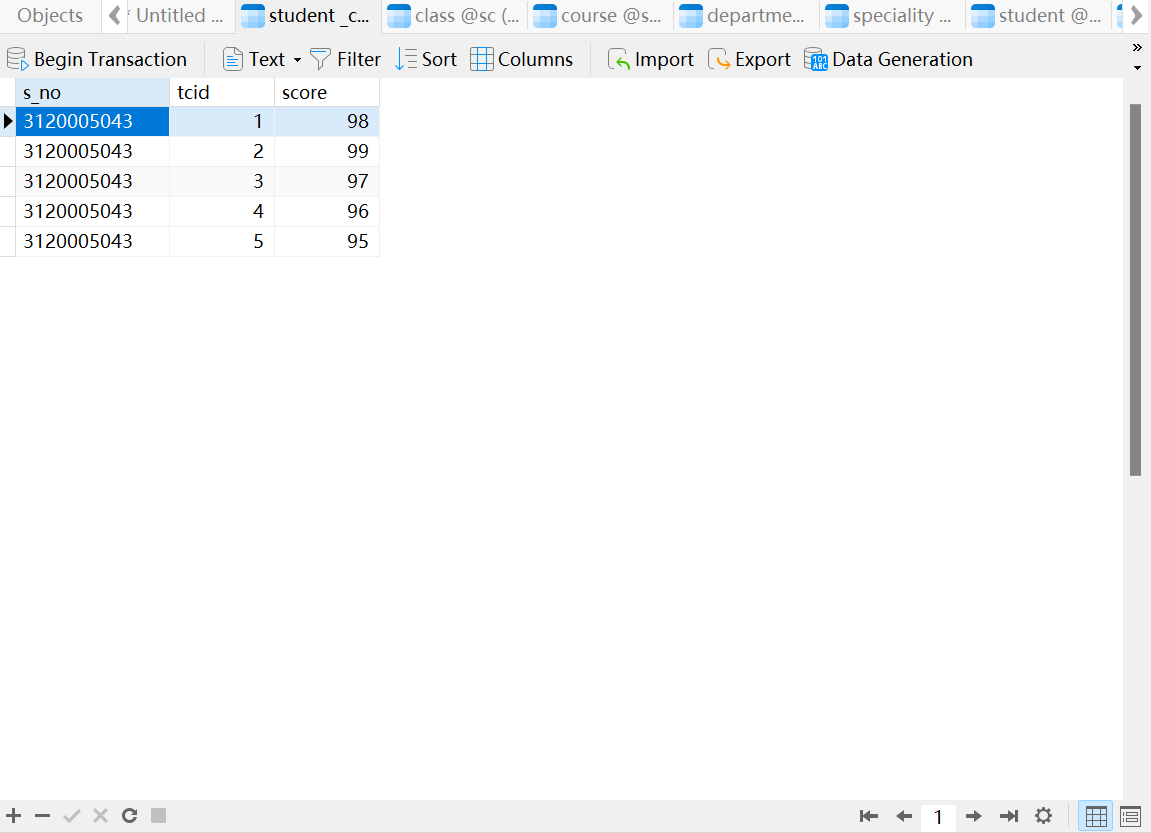 Objects Untitled ... student _c... class @sc (... course @s... departme... speciality ... student @...
Begin Transaction Text Filter Sort Columns Import Export Data Generation
s_no tcid score
3120005043 1 98
3120005043 2 99
3120005043 3 97
3120005043 4 96
3120005043 5 95
1